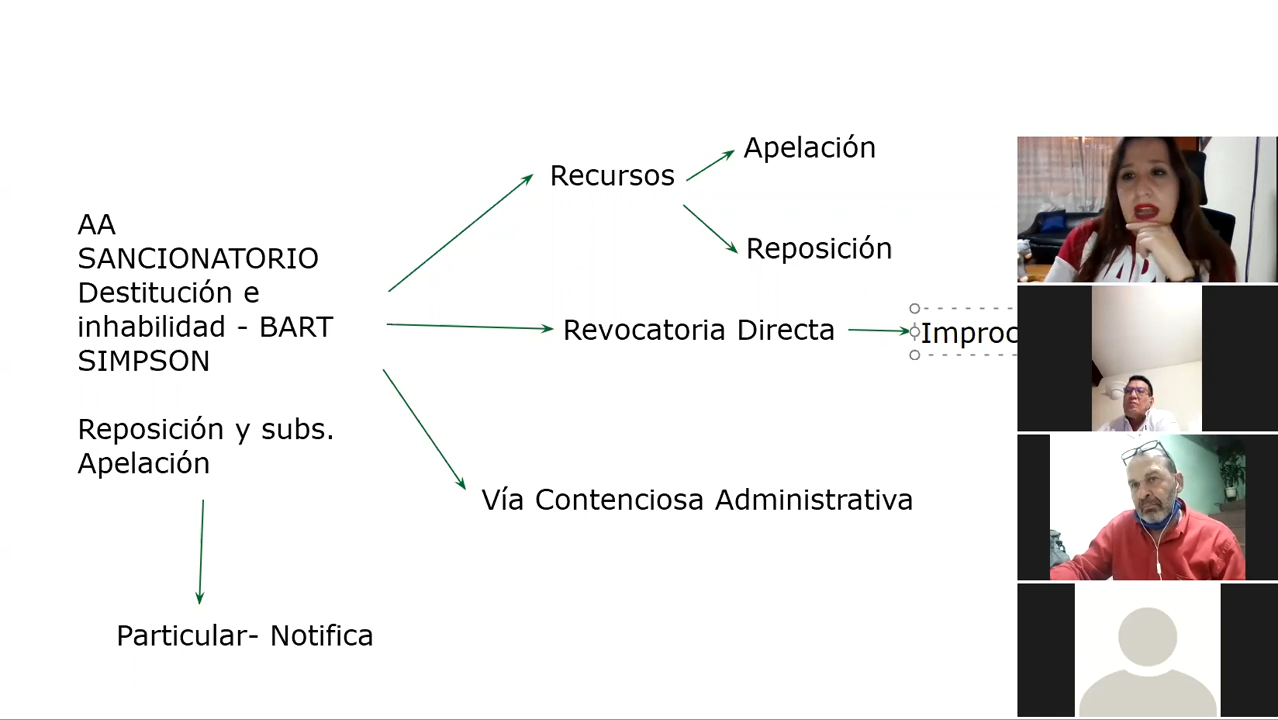 AA
SANCIONATORIO
Destitución e
inhabilidad - BART
SIMPSON
Reposición y subs.
Apelación
Particular- Notifica
Recursos
Apelación
Reposición
Revocatoria Directa
Vía Contenciosa Administrativa